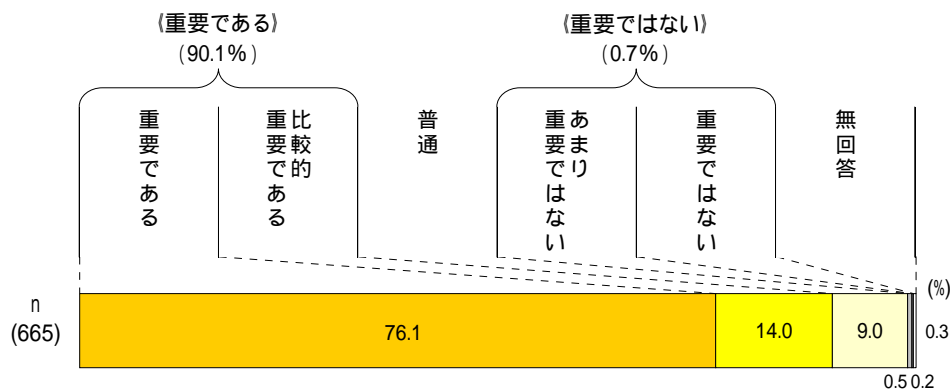 《重要である》
（90.1％）
《重要ではない》
（0.7％）
重要である
比較的
重要である
普通
あまり
重要ではない
重要ではない
無回答
(%)
n
(665)
76.1
14.0
9.0
0.3
0.5
0.2